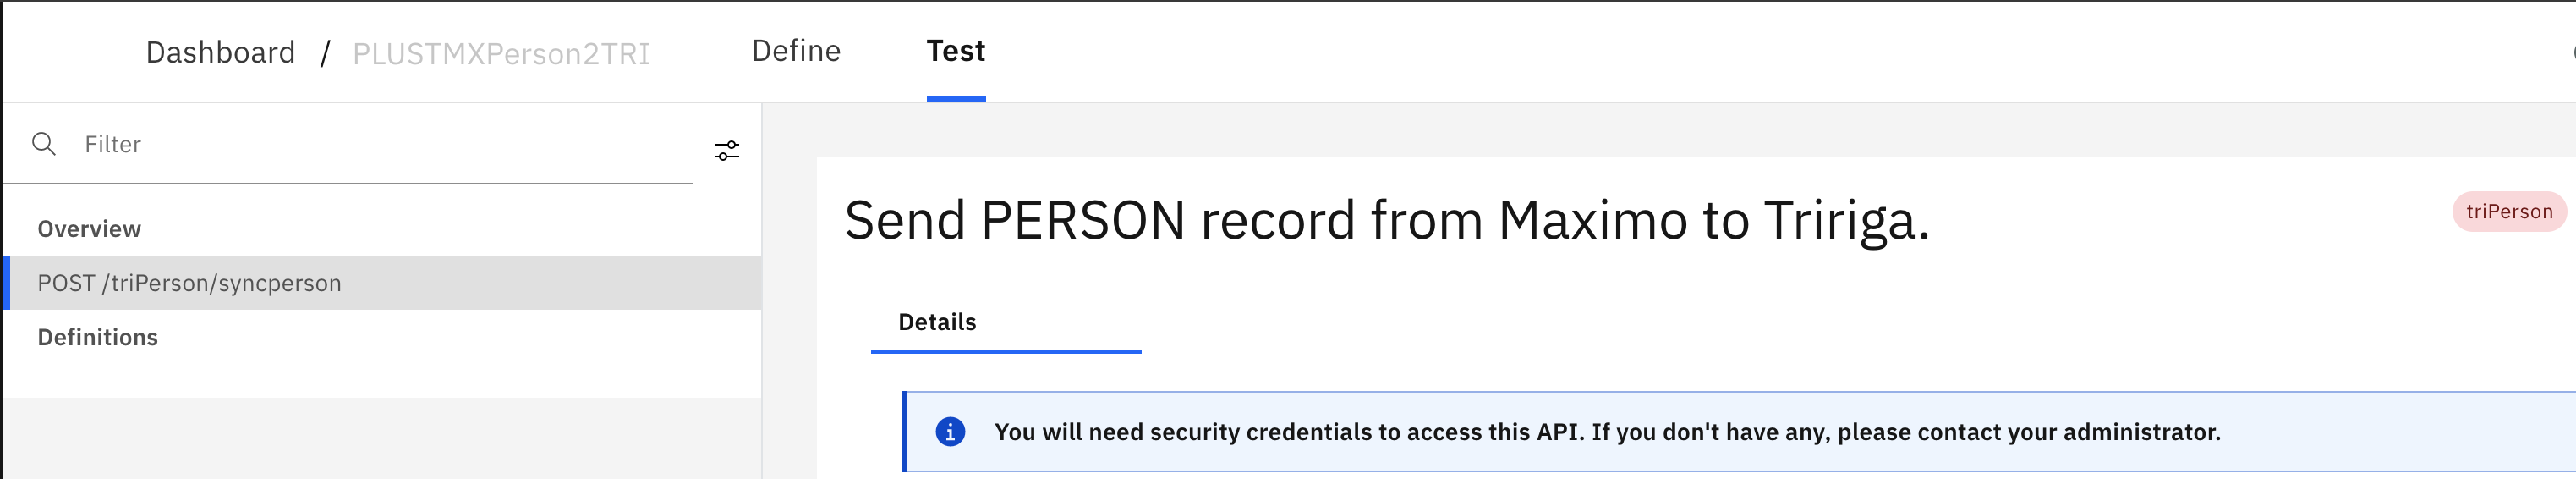 Dashboard / PLUSTMXPerson2TRI Define Test
Filter
Overview
POST /triPerson/syncperson
Definitions
Send PERSON record from Maximo to Tririga.
triPerson
Details
You will need security credentials to access this API. If you don't have any, please contact your administrator.